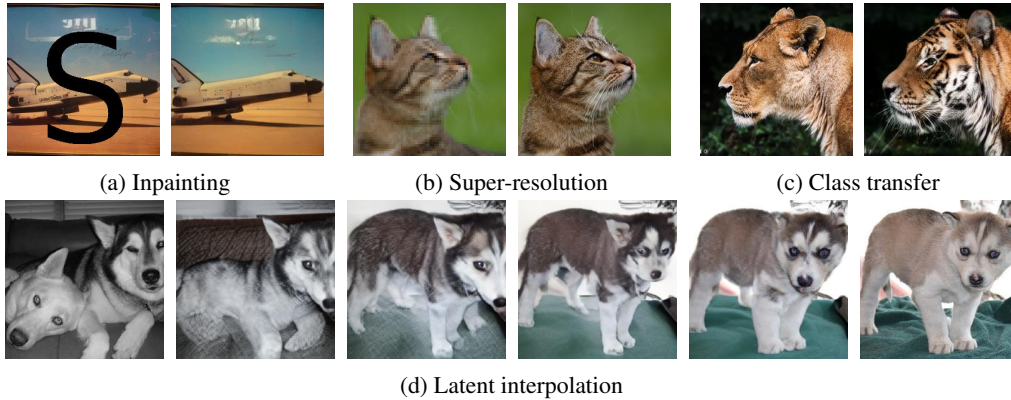 S
(a) Inpainting
(b) Super-resolution
(c) Class transfer
(d) Latent interpolation